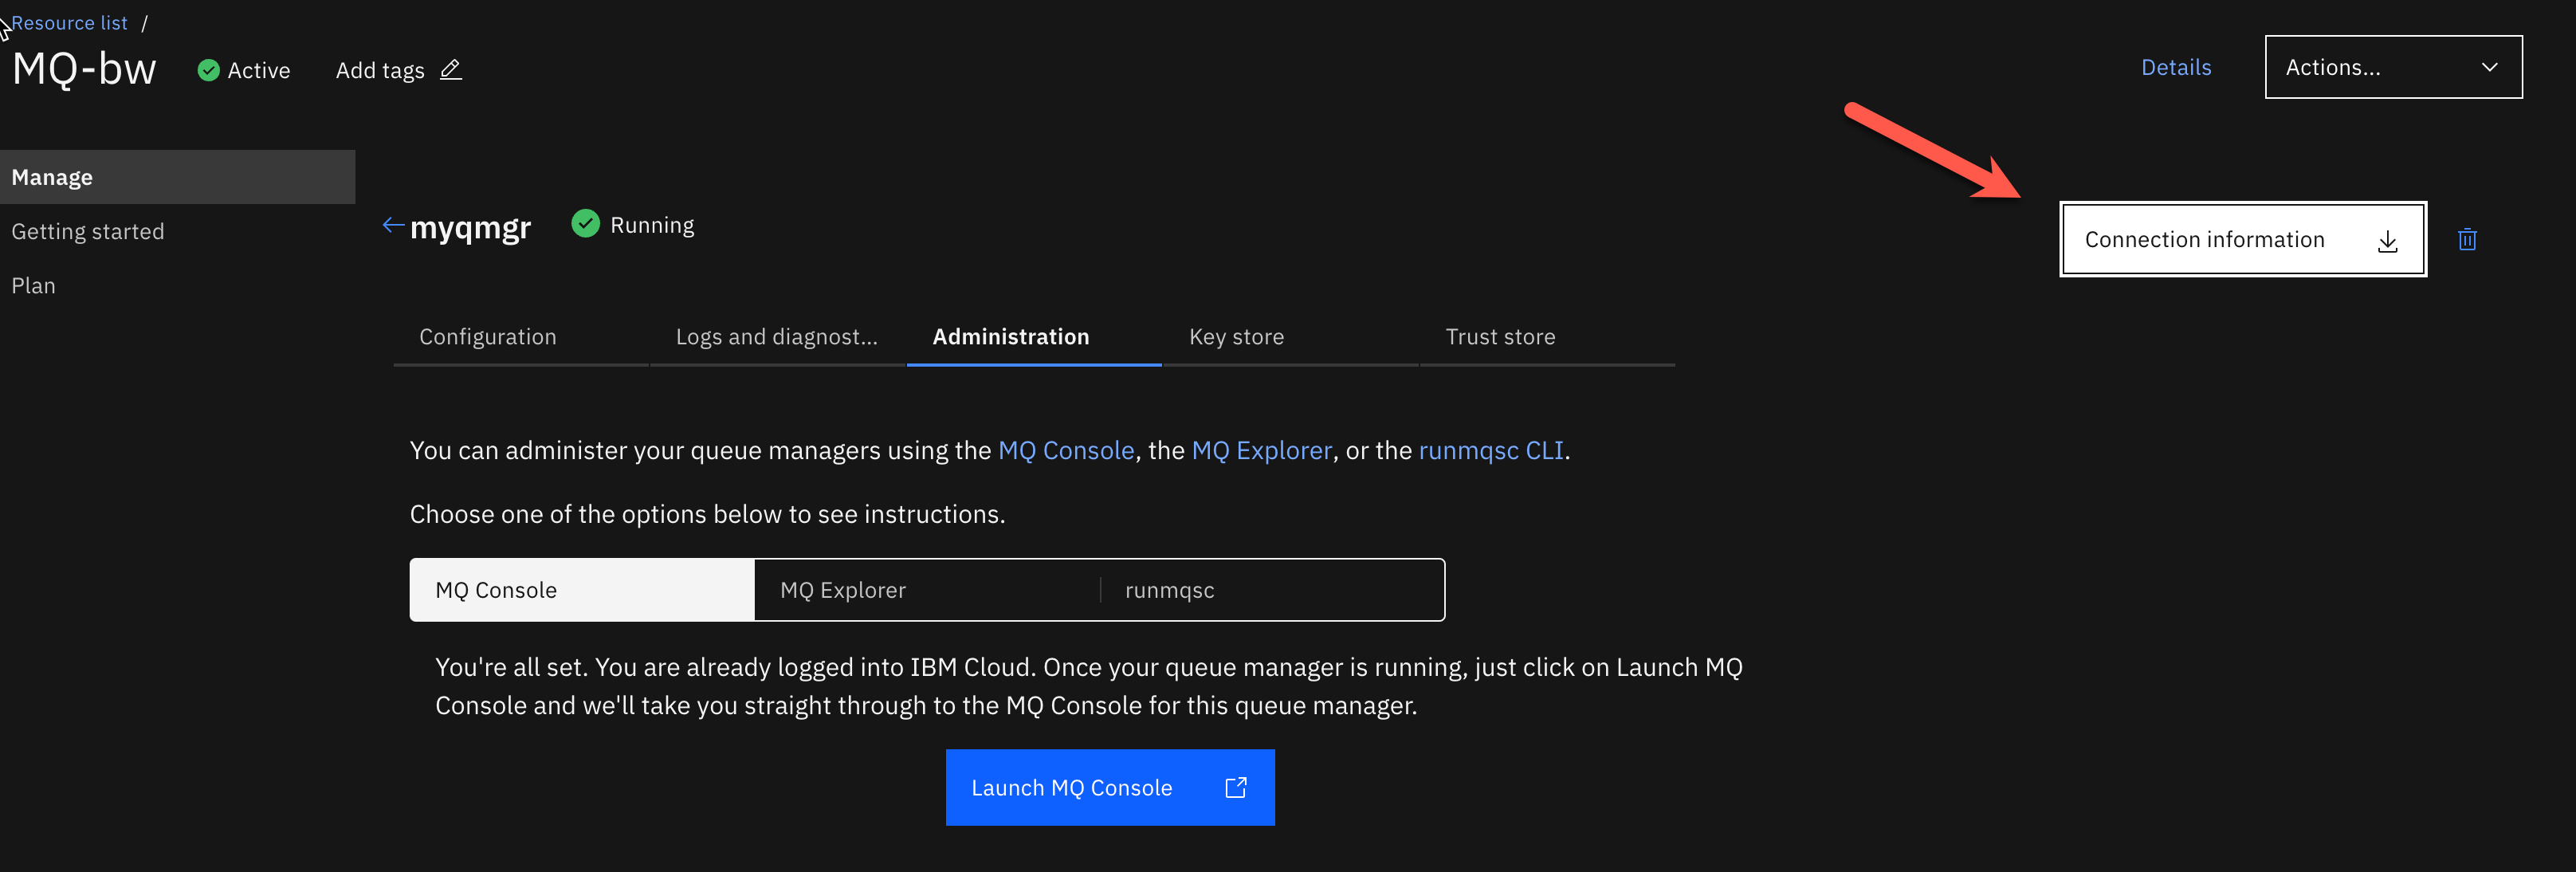 Resource list /
MQ-bw
Active
Add tags
Details
Actions...
Manage
Getting started
Plan
myqmgr
Running
Connection information
Configuration
Logs and diagnost...
Administration
Key store
Trust store
You can administer your queue managers using the MQ Console, the MQ Explorer, or the runmqsc CLI.
Choose one of the options below to see instructions.
MQ Console
MQ Explorer
runmqsc
You're all set. You are already logged into IBM Cloud. Once your queue manager is running, just click on Launch MQ
Console and we'll take you straight through to the MQ Console for this queue manager.
Launch MQ Console